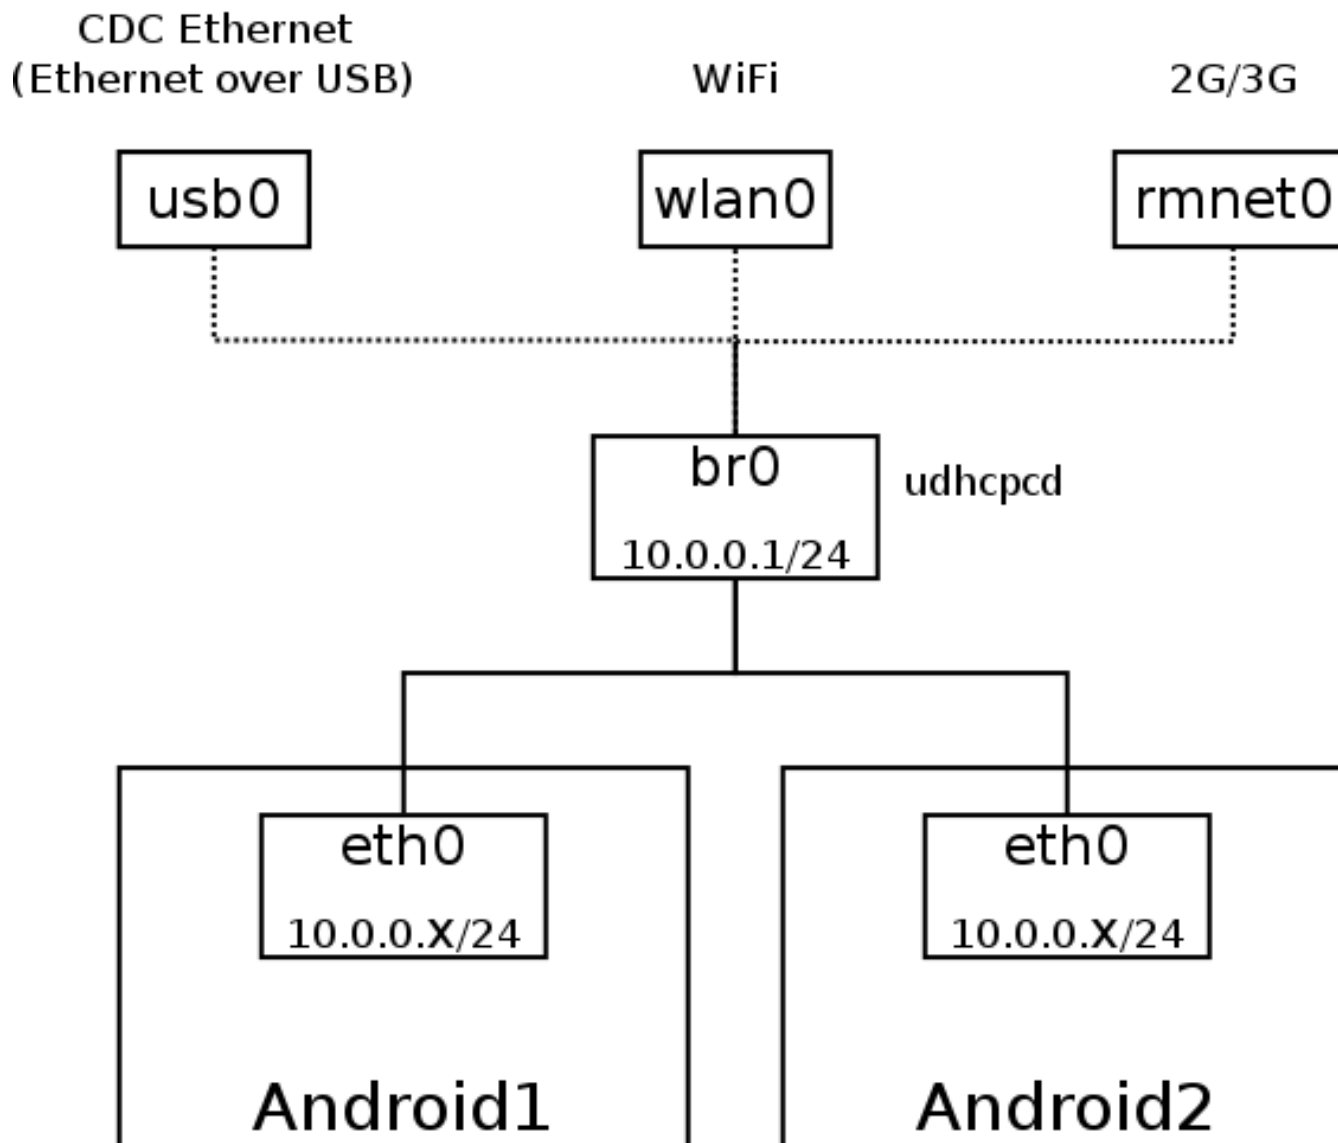 CDC Ethernet
(Ethernet over USB)
WiFi
2G/3G
usb0
wlan0
rmnet0
br0
10.0.0.1/24
udhcpcd
eth0
10.0.0.X/24
eth0
10.0.0.X/24
Android1
Android2